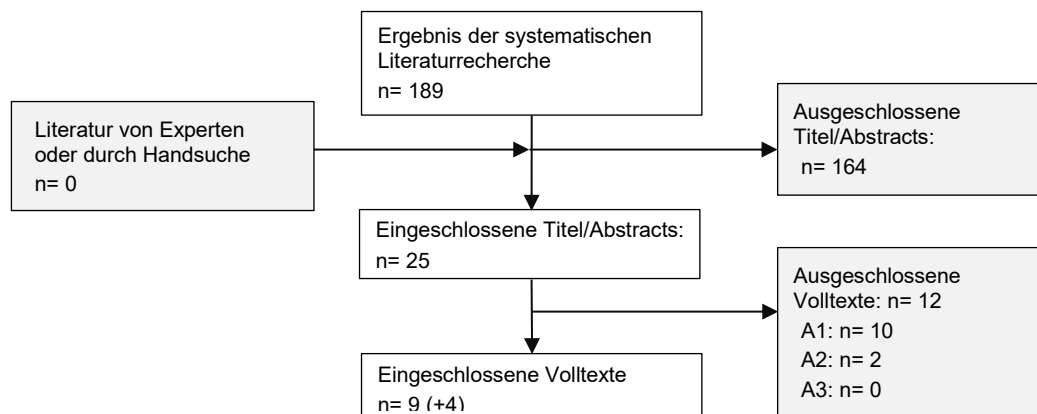 Ergebnis der systematischen
Literaturrecherche
n= 189
Literatur von Experten
oder durch Handsuche
n= 0
Ausgeschlossene
Titel/Abstracts:
n= 164
Eingeschlossene Titel/Abstracts:
n= 25
Ausgeschlossene
Volltexte: n= 12
A1: n= 10
A2: n= 2
A3: n= 0
Eingeschlossene Volltexte
n= 9 (+4)